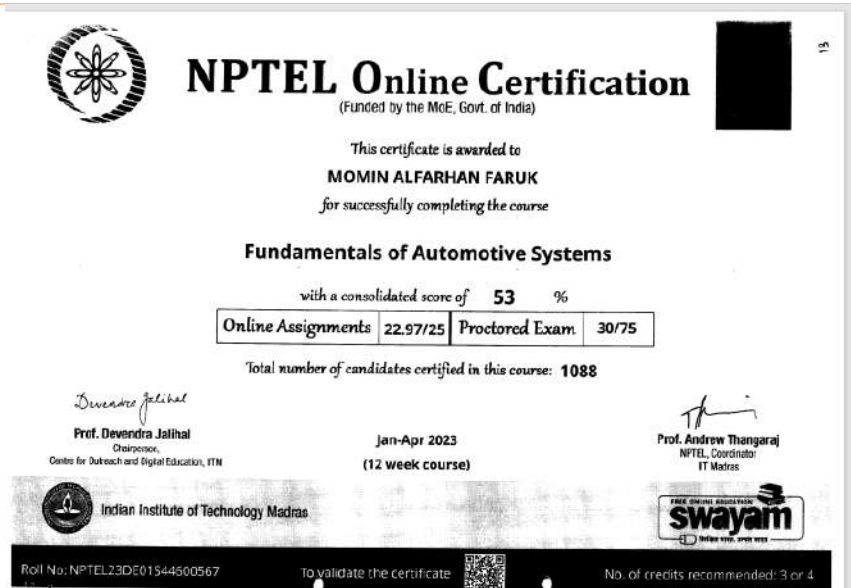 13
NPTEL Online Certification
(Funded by the MoE, Govt. of India)
This certificate is awarded to
MOMIN ALFARHAN FARUK
for successfully completing the course
Fundamentals of Automotive Systems
with a consolidated score of 53 %
Online Assignments 22.97/25 Proctored Exam 30/75
Total number of candidates certified in this course: 1088
Devendra Jalihal
Prof. Devendra Jalihal
Chairperson,
Centre for Outreach and Digital Education, IITM
Jan-Apr 2023
(12 week course)
Prof. Andrew Thangaraj
NPTEL, Coordinator
IIT Madras
Indian Institute of Technology Madras
FREE ONLINE EDUCATION
swayam
Roll No: NPTEL23DE01544600567
To validate the certificate
No. of credits recommended: 3 or 4